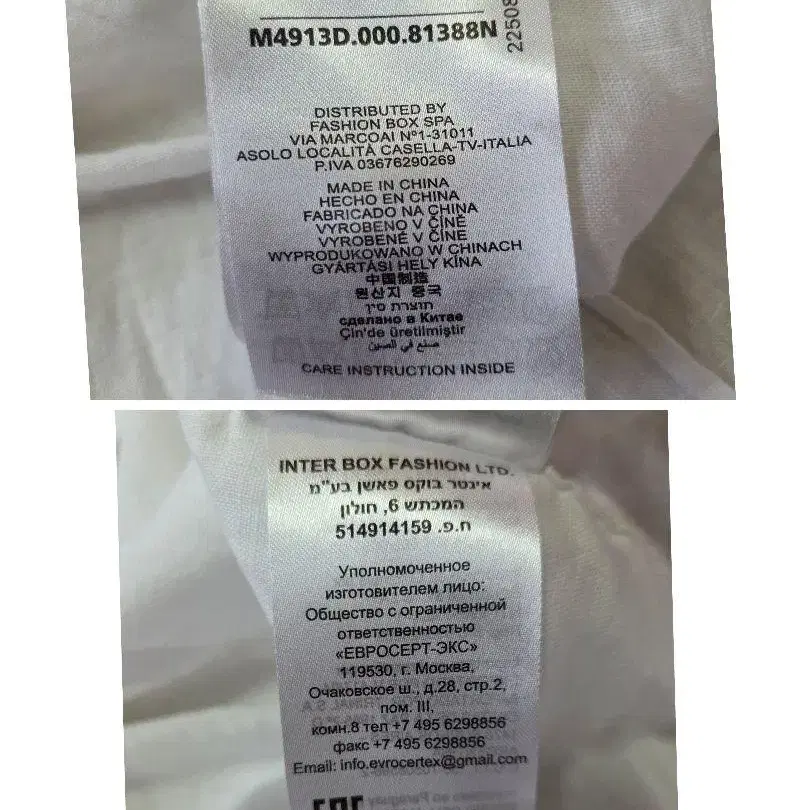 M4913D.000.81388N
22508
DISTRIBUTED BY
FASHION BOX SPA
VIA MARCOAI N°1-31011
ASOLO LOCALITÀ CASELLA-TV-ITALIA
P.IVA 03676290269
MADE IN CHINA
HECHO EN CHINA
FABRICADO NA CHINA
VYROBENO V ČÍNĚ
VYROBENÉ V ČÍNE
WYPRODUKOWANO W CHINACH
GYÁRTÁSI HELY KÍNA
中国制造
원산지 중국
תוצרת סין
сделано в Китае
Çin'de üretilmiştir
صنع في الصين
CARE INSTRUCTION INSIDE
INTER BOX FASHION LTD.
אינטר בוקס פאשן בע"מ
המכתש 6, חולון
ח.פ. 514914159
Уполномоченное
изготовителем лицо:
Общество с ограниченной
ответственностью
«ЕВРОСЕРТ-ЭКС»
119530, г. Москва,
Очаковское ш., д.28, стр.2,
пом. III,
комн.8 тел +7 495 6298856
факс +7 495 6298856
Email: info.evrocertex@gmail.com